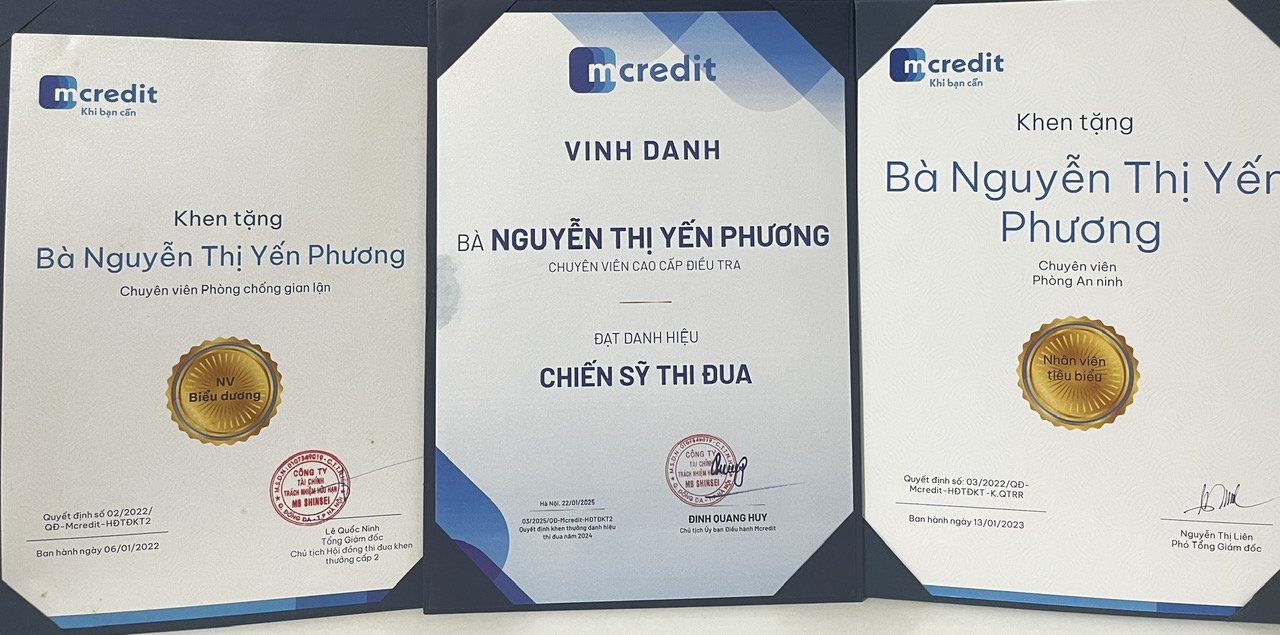 mcredit
Khi bạn cần
Khen tặng
Bà Nguyễn Thị Yến Phương
Chuyên viên Phòng chống gian lận
NV
Biểu dương
CÔNG TY
TÀI CHÍNH
TRÁCH NHIỆM HỮU HẠN
MB SHINSEI
Q. ĐỐNG ĐA - T.P HÀ NỘI
Quyết định số 02/2022/
QĐ-Mcredit-HĐTĐKT2
Ban hành ngày 06/01/2022
Lê Quốc Ninh
Tổng Giám đốc
Chủ tịch Hội đồng thi đua khen
thưởng cấp 2
mcredit
VINH DANH
BÀ NGUYỄN THỊ YẾN PHƯƠNG
CHUYÊN VIÊN CAO CẤP ĐIỀU TRA
ĐẠT DANH HIỆU
CHIẾN SỸ THI ĐUA
CÔNG TY
TÀI CHÍNH
TRÁCH NHIỆM
MB SHINSEI
Hà Nội, 22/01/2025
03/2025/QĐ-Mcredit-HĐTĐKT2
Quyết định khen thưởng danh hiệu
thi đua năm 2024
ĐINH QUANG HUY
Chủ tịch Ủy ban Điều hành Mcredit
mcredit
Khi bạn cần
Khen tặng
Bà Nguyễn Thị Yến
Phương
Chuyên viên
Phòng An ninh
Nhân viên
tiêu biểu
Quyết định số: 03/2022/QĐ-
Mcredit-HĐTĐKT-K.QTRR
Ban hành ngày 13/01/2023
Nguyễn Thị Liên
Phó Tổng Giám đốc